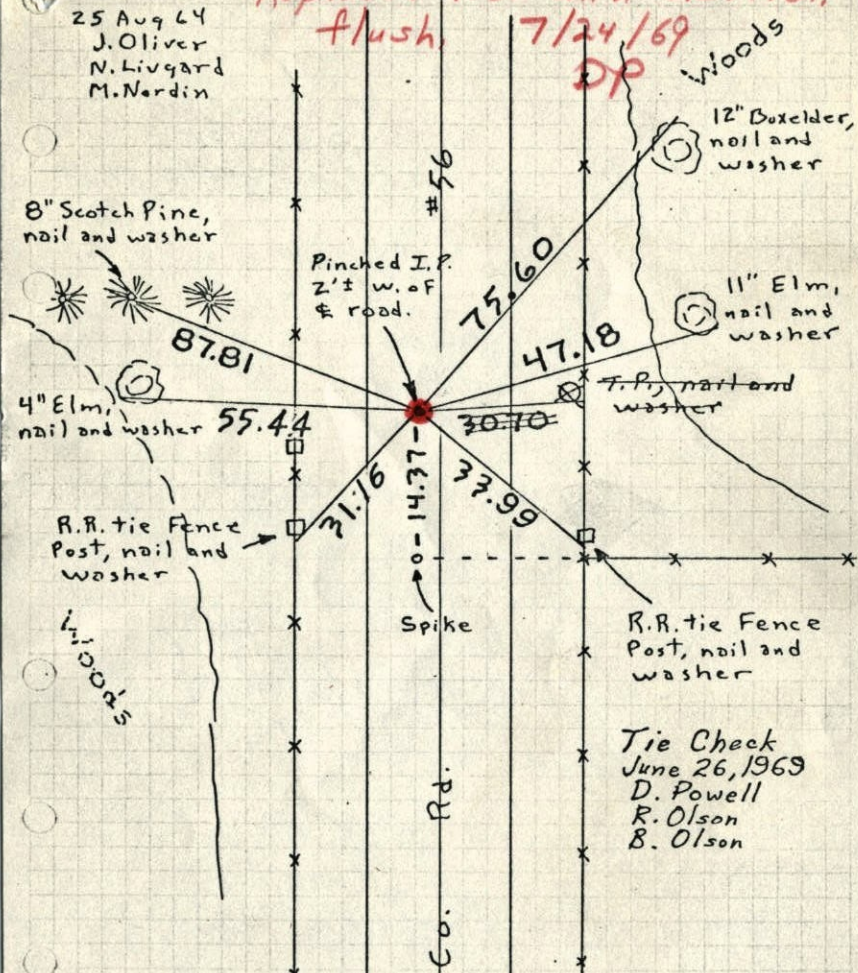 25 Aug 64
J. Oliver
N. Livgard
M. Nordin
flush, 7/24/69
DP
Woods
12" Boxelder,
nail and
washer
#56
8" Scotch Pine,
nail and washer
Pinched I.P.
2'± w. of
℄ road.
75.60
11" Elm,
nail and
washer
87.81
47.18
T.P., nail and
washer
4" Elm,
nail and washer
55.44
30.70
31.76
14.37
33.99
R.R. tie Fence
Post, nail and
washer
Spike
R.R. tie Fence
Post, nail and
washer
Woods
Tie Check
June 26, 1969
D. Powell
R. Olson
B. Olson
Co. Rd.